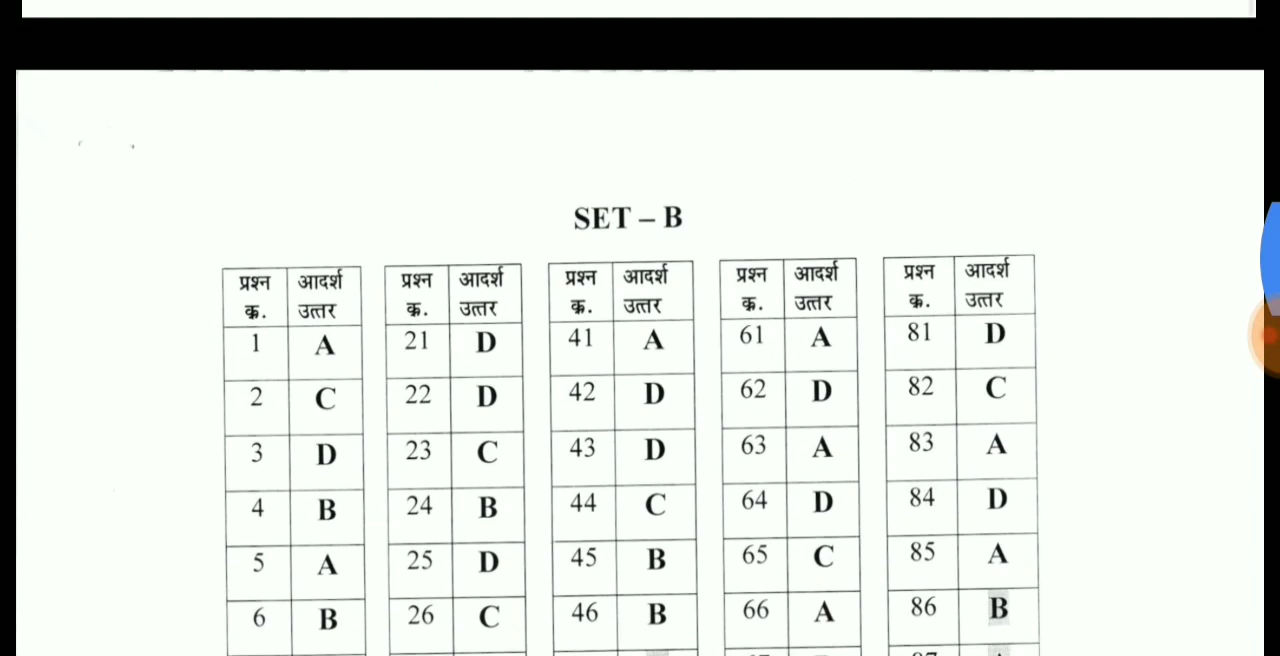 SET – B
प्रश्न क्र. आदर्श उत्तर प्रश्न क्र. आदर्श उत्तर प्रश्न क्र. आदर्श उत्तर प्रश्न क्र. आदर्श उत्तर प्रश्न क्र. आदर्श उत्तर
1 A 21 D 41 A 61 A 81 D
2 C 22 D 42 D 62 D 82 C
3 D 23 C 43 D 63 A 83 A
4 B 24 B 44 C 64 D 84 D
5 A 25 D 45 B 65 C 85 A
6 B 26 C 46 B 66 A 86 B